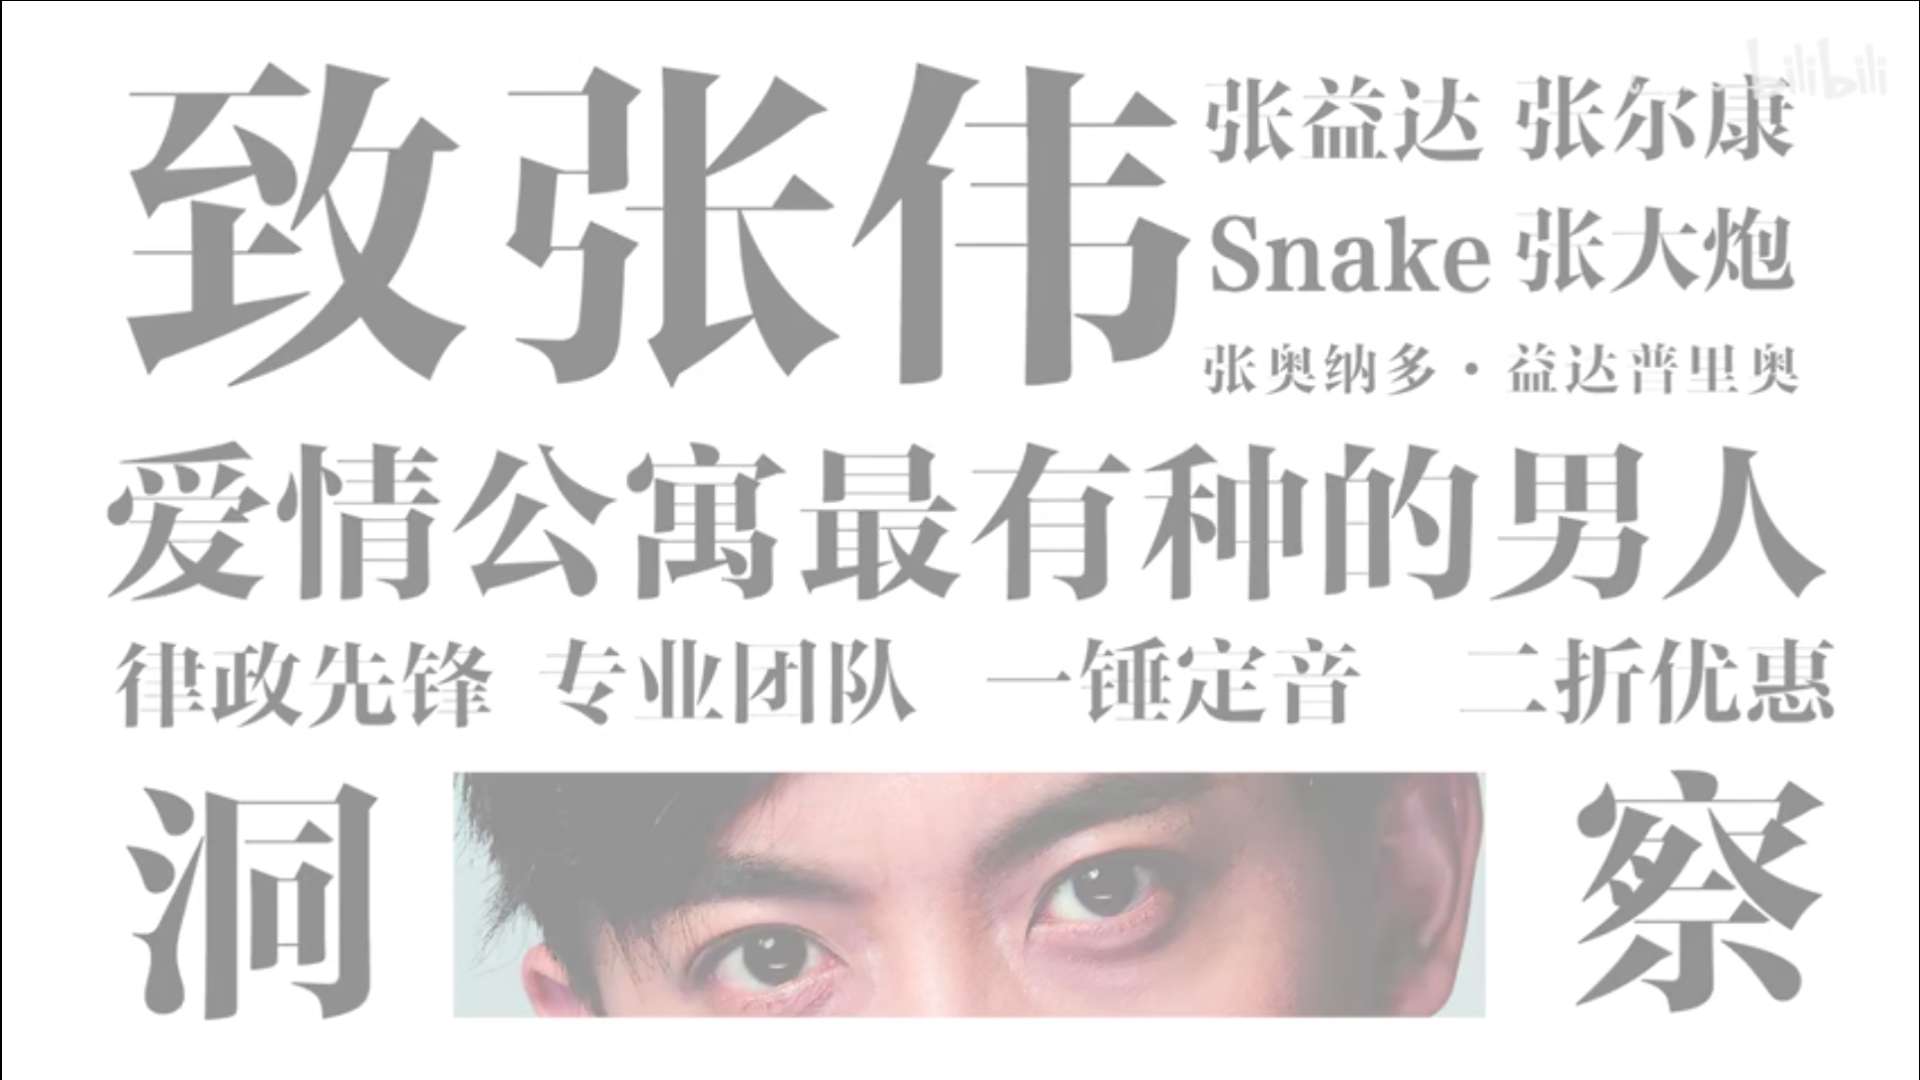 bilibili
致张伟
张益达 张尔康
Snake 张大炮
张奥纳多·益达普里奥
爱情公寓最有种的男人
律政先锋 专业团队 一锤定音 二折优惠
洞 察